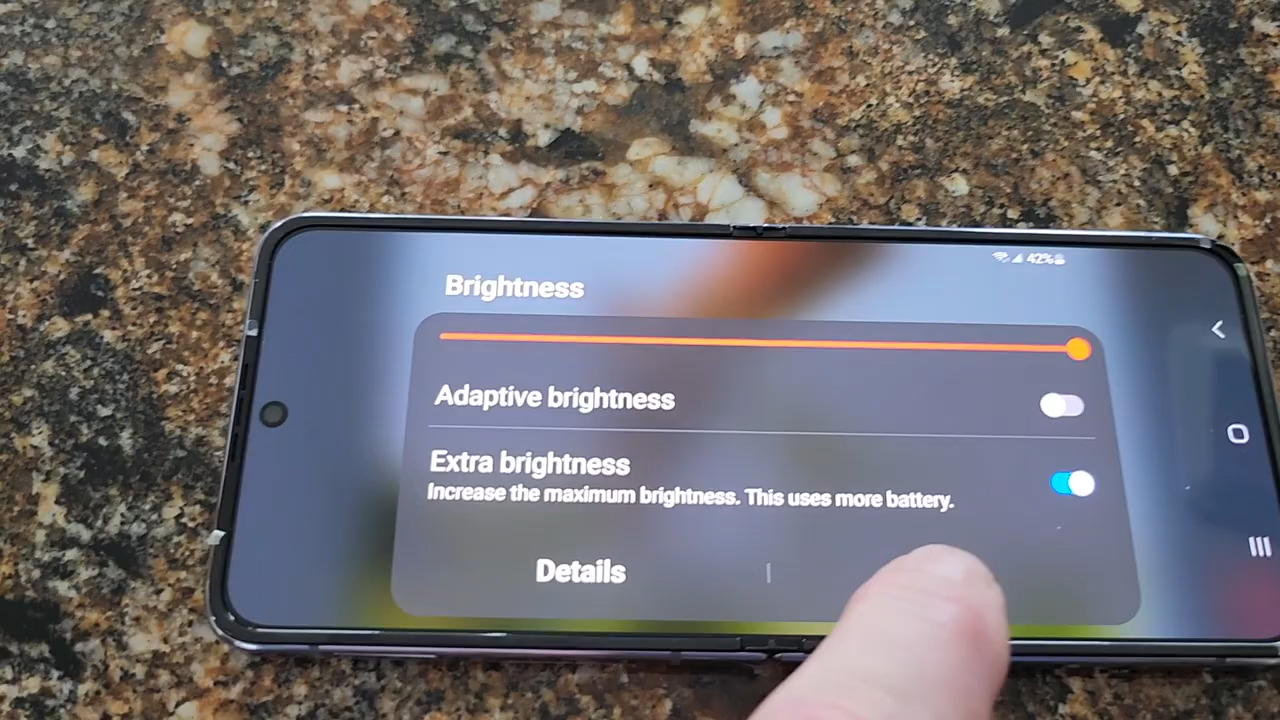 42%
Brightness
Adaptive brightness
Extra brightness
Increase the maximum brightness. This uses more battery.
Details